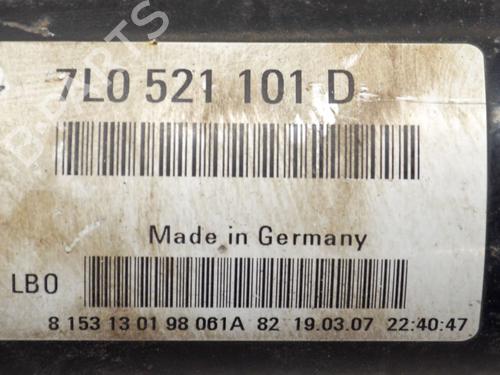 7L0 521 101 D
Made in Germany
LB0
8 153 13 01 98 061A 82 19.03.07 22:40:47